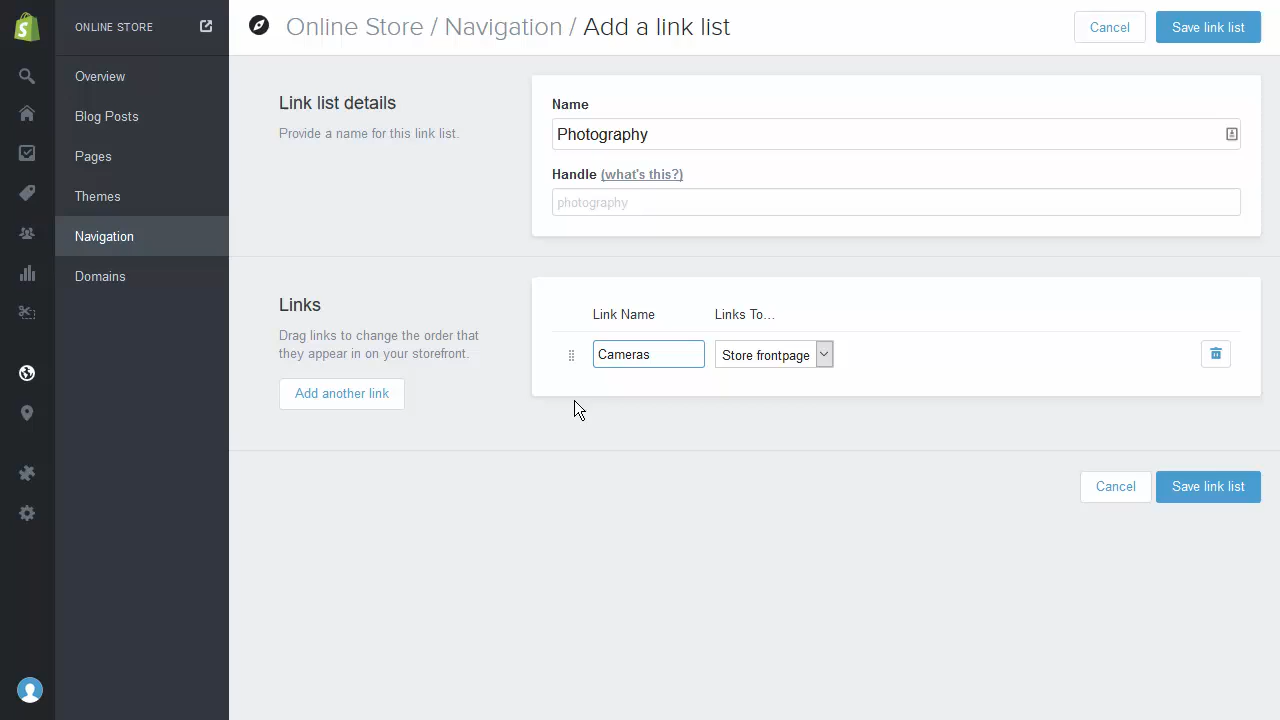 ONLINE STORE
Online Store / Navigation / Add a link list
Cancel
Save link list
Overview
Blog Posts
Pages
Themes
Navigation
Domains
Link list details
Provide a name for this link list.
Name
Photography
Handle (what's this?)
photography
Links
Drag links to change the order that
they appear in on your storefront.
Add another link
Link Name
Links To...
Cameras
Store frontpage
Cancel
Save link list